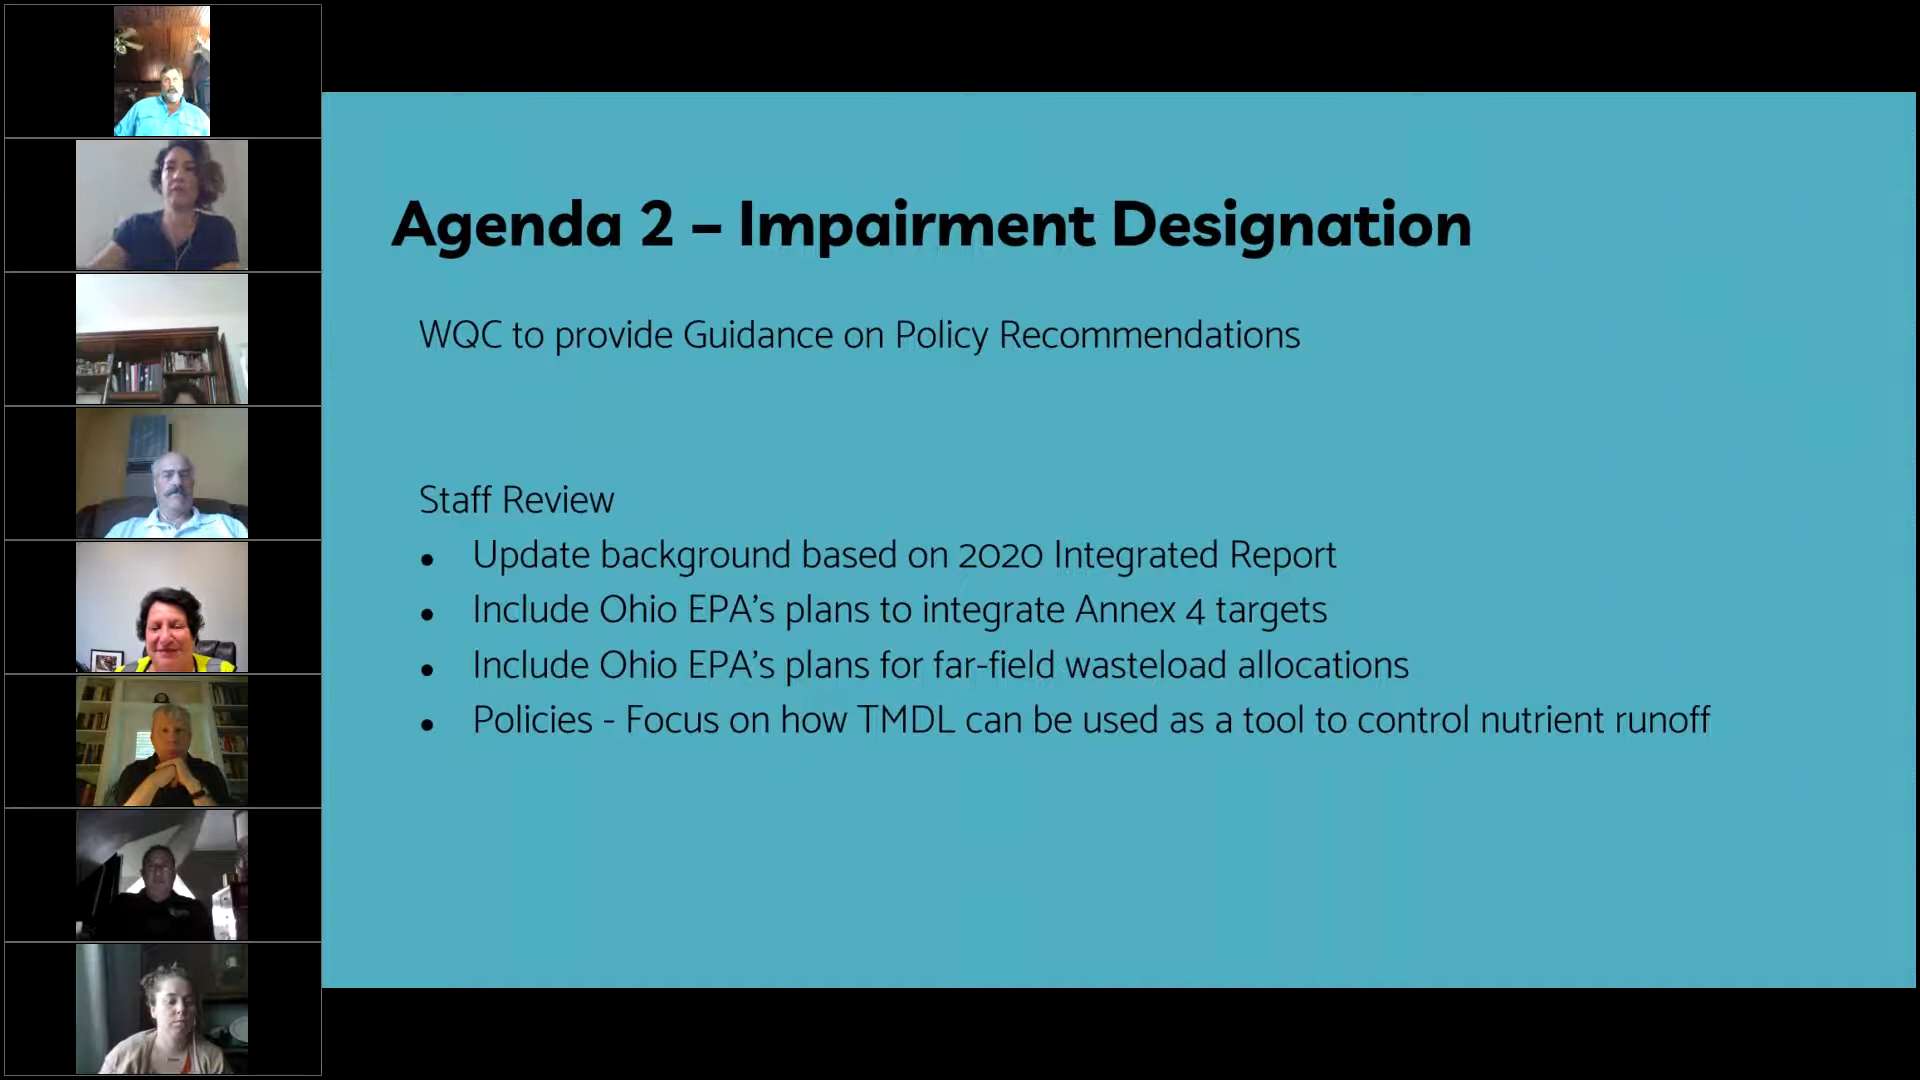 Agenda 2 – Impairment Designation
WQC to provide Guidance on Policy Recommendations
Staff Review
• Update background based on 2020 Integrated Report
• Include Ohio EPA’s plans to integrate Annex 4 targets
• Include Ohio EPA’s plans for far-field wasteload allocations
• Policies - Focus on how TMDL can be used as a tool to control nutrient runoff